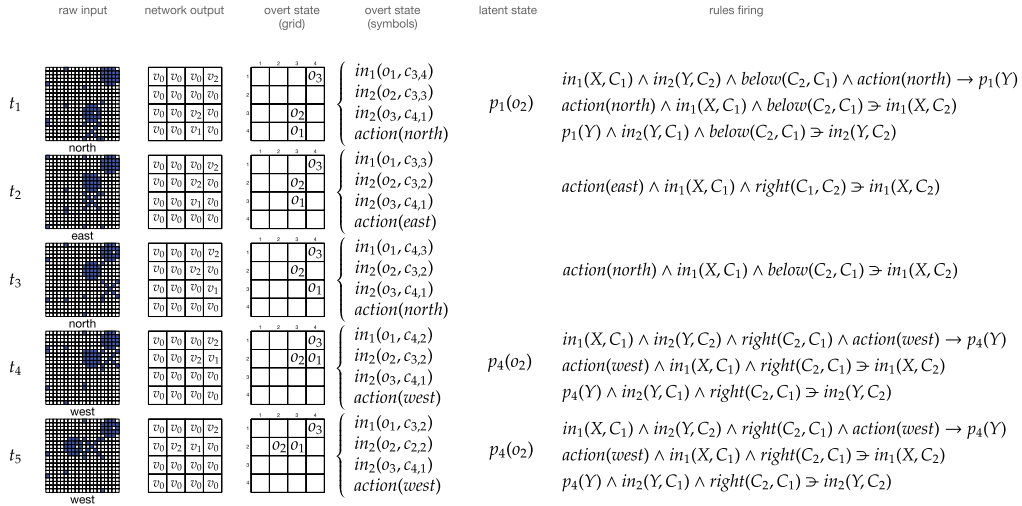 raw input network output overt state (grid) overt state (symbols) latent state rules firing
t₁
1 2 3 4
1 2 3 4
v₀ v₀ v₀ v₂
v₀ v₀ v₀ v₀
v₀ v₀ v₂ v₀
v₀ v₀ v₁ v₀
o₃
o₂
o₁
in₁(o₁, c₃,₄)
in₂(o₂, c₃,₃)
in₂(o₃, c₄,₁)
action(north)
p₁(o₂)
in₁(X, C₁) ∧ in₂(Y, C₂) ∧ below(C₂, C₁) ∧ action(north) → p₁(Y)
action(north) ∧ in₁(X, C₁) ∧ below(C₂, C₁) ∋ in₁(X, C₂)
p₁(Y) ∧ in₂(Y, C₁) ∧ below(C₂, C₁) ∋ in₂(Y, C₂)
north
t₂
1 2 3 4
1 2 3 4
v₀ v₀ v₀ v₂
v₀ v₀ v₂ v₀
v₀ v₀ v₁ v₀
v₀ v₀ v₀ v₀
o₃
o₂
o₁
in₁(o₁, c₃,₃)
in₂(o₂, c₃,₂)
in₂(o₃, c₄,₁)
action(east)
action(east) ∧ in₁(X, C₁) ∧ right(C₁, C₂) ∋ in₁(X, C₂)
east
t₃
1 2 3 4
1 2 3 4
v₀ v₀ v₀ v₂
v₀ v₀ v₂ v₀
v₀ v₀ v₀ v₁
v₀ v₀ v₀ v₀
o₃
o₂
o₁
in₁(o₁, c₄,₃)
in₂(o₂, c₃,₂)
in₂(o₃, c₄,₁)
action(north)
action(north) ∧ in₁(X, C₁) ∧ below(C₂, C₁) ∋ in₁(X, C₂)
north
t₄
1 2 3 4
1 2 3 4
v₀ v₀ v₀ v₂
v₀ v₀ v₂ v₁
v₀ v₀ v₀ v₀
v₀ v₀ v₀ v₀
o₃
o₂ o₁
in₁(o₁, c₄,₂)
in₂(o₂, c₃,₂)
in₂(o₃, c₄,₁)
action(west)
p₄(o₂)
in₁(X, C₁) ∧ in₂(Y, C₂) ∧ right(C₂, C₁) ∧ action(west) → p₄(Y)
action(west) ∧ in₁(X, C₁) ∧ right(C₂, C₁) ∋ in₁(X, C₂)
p₄(Y) ∧ in₂(Y, C₁) ∧ right(C₂, C₁) ∋ in₂(Y, C₂)
west
t₅
1 2 3 4
1 2 3 4
v₀ v₀ v₀ v₂
v₀ v₂ v₁ v₀
v₀ v₀ v₀ v₀
v₀ v₀ v₀ v₀
o₃
o₂ o₁
in₁(o₁, c₃,₂)
in₂(o₂, c₂,₂)
in₂(o₃, c₄,₁)
action(west)
p₄(o₂)
in₁(X, C₁) ∧ in₂(Y, C₂) ∧ right(C₂, C₁) ∧ action(west) → p₄(Y)
action(west) ∧ in₁(X, C₁) ∧ right(C₂, C₁) ∋ in₁(X, C₂)
p₄(Y) ∧ in₂(Y, C₁) ∧ right(C₂, C₁) ∋ in₂(Y, C₂)
west